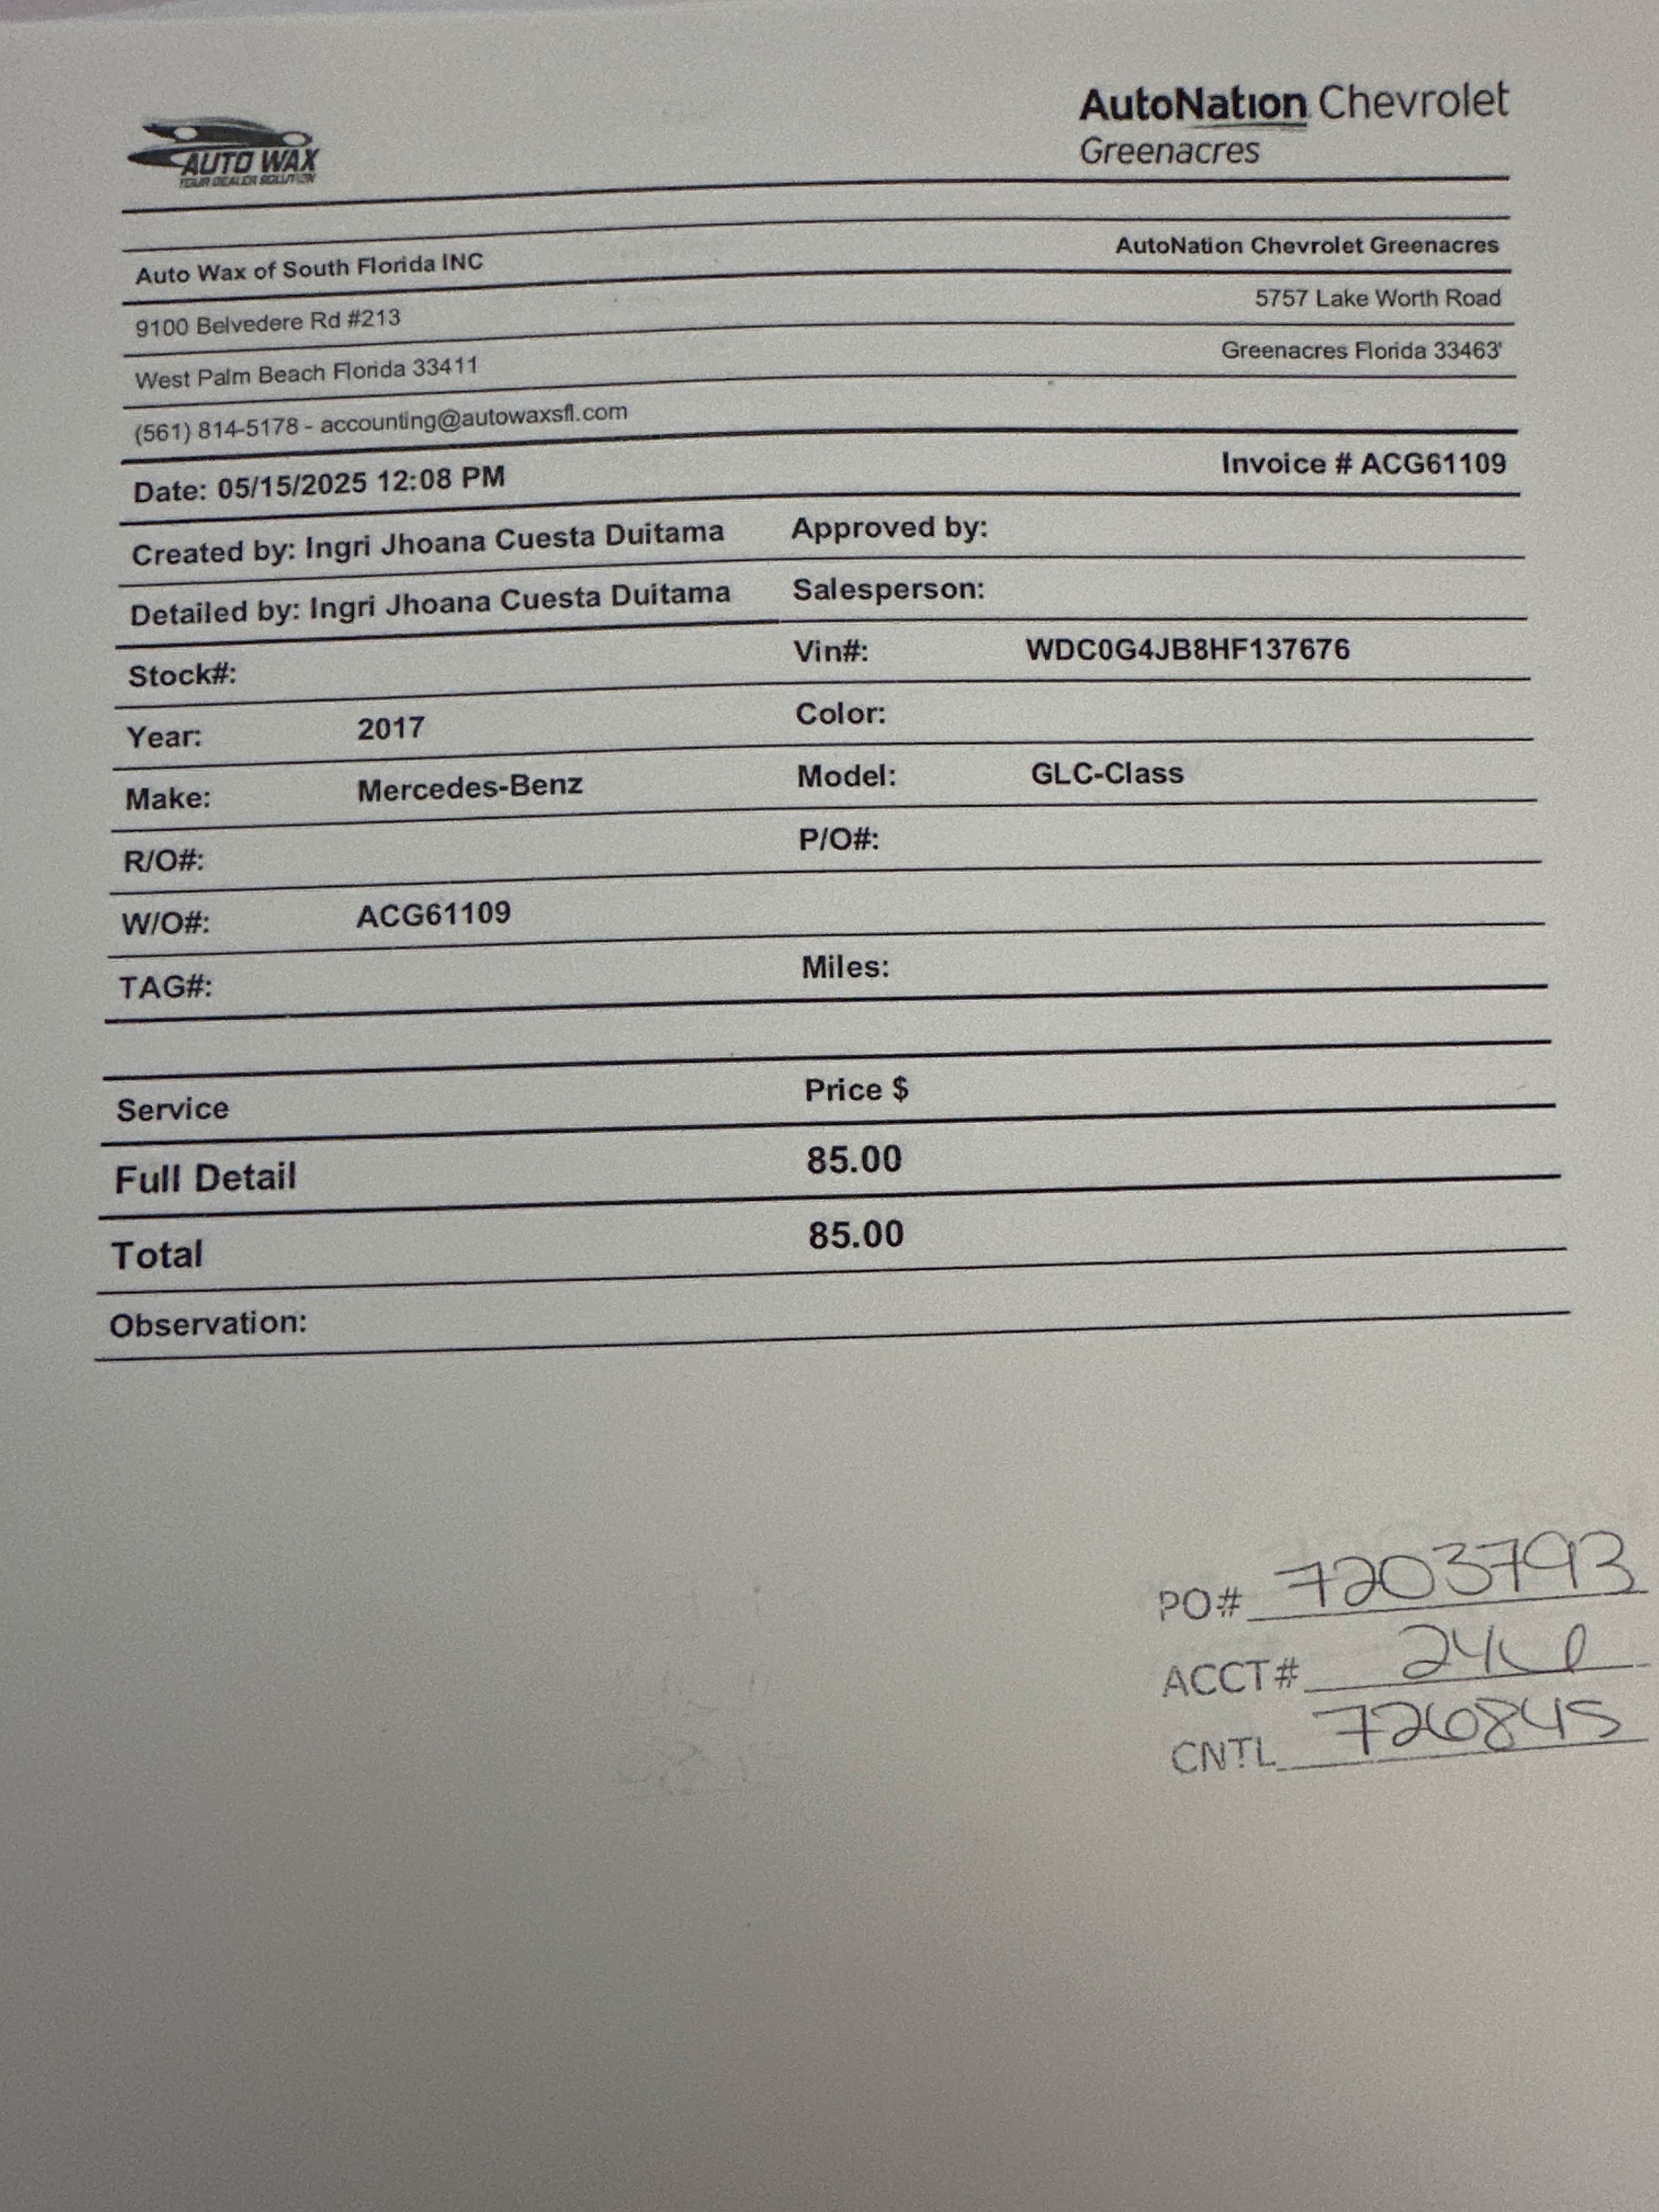 AUTO WAX
YOUR DEALER SOLUTION
AutoNation Chevrolet
Greenacres
Auto Wax of South Florida INC
AutoNation Chevrolet Greenacres
9100 Belvedere Rd #213
5757 Lake Worth Road
West Palm Beach Florida 33411
Greenacres Florida 33463
(561) 814-5178 - accounting@autowaxsfl.com
Date: 05/15/2025 12:08 PM
Invoice # ACG61109
Created by: Ingri Jhoana Cuesta Duitama Approved by:
Detailed by: Ingri Jhoana Cuesta Duitama Salesperson:
Stock#: Vin#: WDC0G4JB8HF137676
Year: 2017 Color:
Make: Mercedes-Benz Model: GLC-Class
R/O#: P/O#:
W/O#: ACG61109
TAG#: Miles:
Service Price $
Full Detail 85.00
Total 85.00
Observation:
PO# 7203793
ACCT#
CNTL 726845